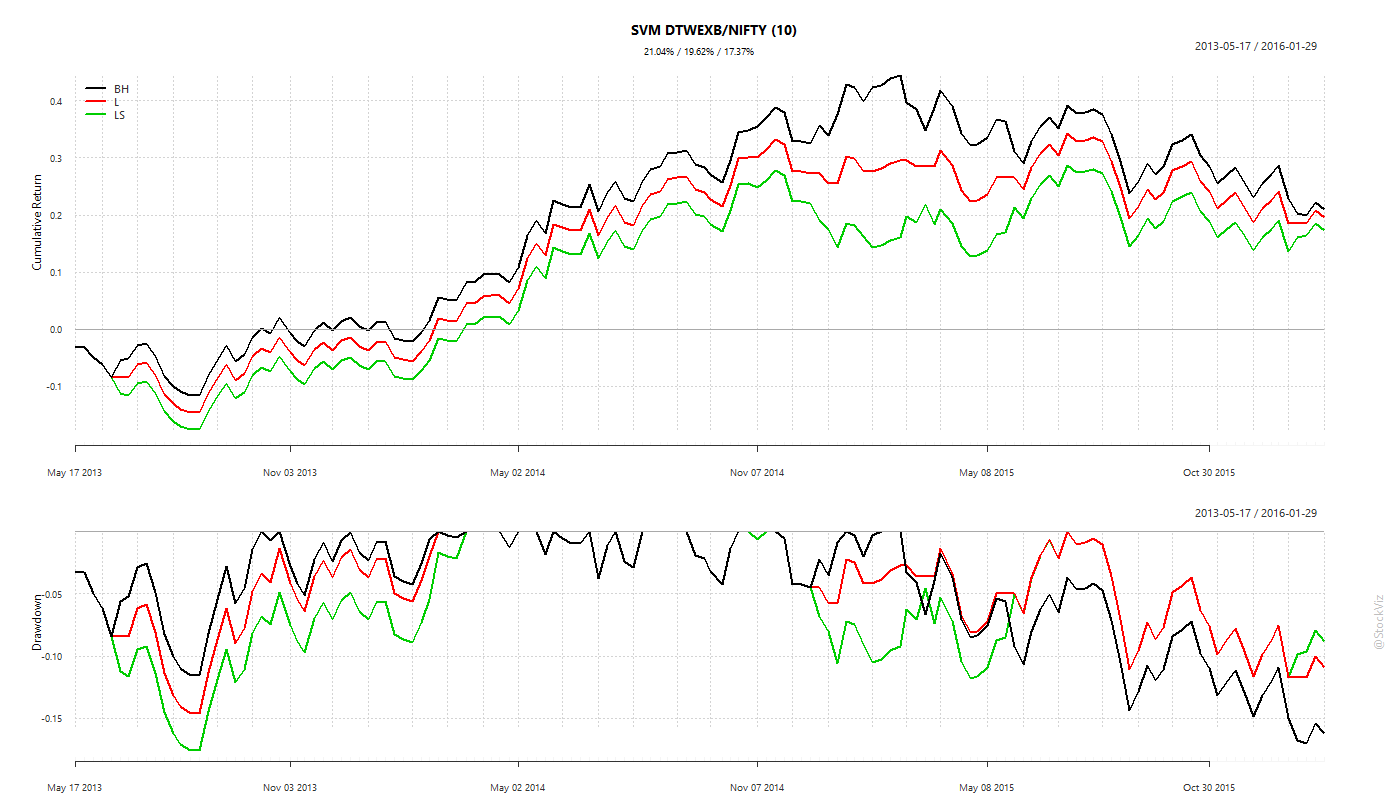 SVM DTWEXB/NIFTY (10)
21.04% / 19.62% / 17.37%
2013-05-17 / 2016-01-29
BH
L
LS
Cumulative Return
0.4
0.3
0.2
0.1
0.0
-0.1
May 17 2013
Nov 03 2013
May 02 2014
Nov 07 2014
May 08 2015
Oct 30 2015
2013-05-17 / 2016-01-29
Drawdown
-0.05
-0.10
-0.15
May 17 2013
Nov 03 2013
May 02 2014
Nov 07 2014
May 08 2015
Oct 30 2015
@StockViz